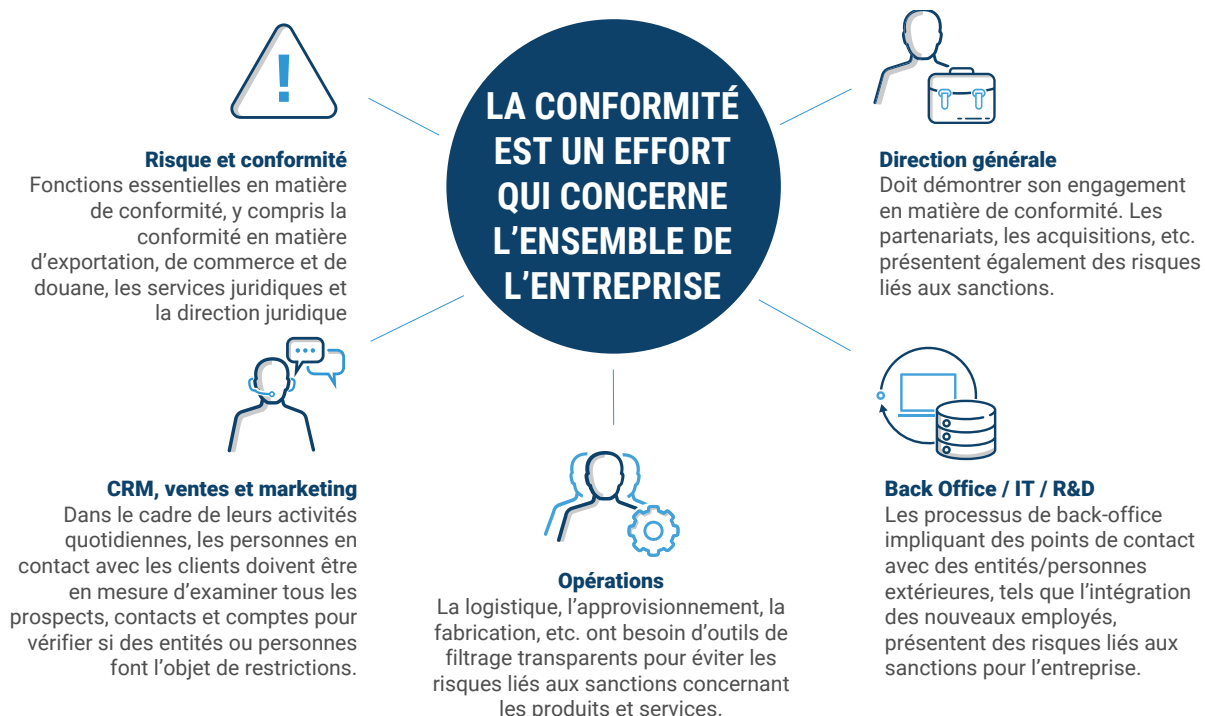 LA CONFORMITÉ
EST UN EFFORT
QUI CONCERNE
L’ENSEMBLE DE
L’ENTREPRISE
Risque et conformité
Fonctions essentielles en matière
de conformité, y compris la
conformité en matière
d’exportation, de commerce et de
douane, les services juridiques et
la direction juridique
Direction générale
Doit démontrer son engagement
en matière de conformité. Les
partenariats, les acquisitions, etc.
présentent également des risques
liés aux sanctions.
CRM, ventes et marketing
Dans le cadre de leurs activités
quotidiennes, les personnes en
contact avec les clients doivent être
en mesure d’examiner tous les
prospects, contacts et comptes pour
vérifier si des entités ou personnes
font l’objet de restrictions.
Opérations
La logistique, l’approvisionnement, la
fabrication, etc. ont besoin d’outils de
filtrage transparents pour éviter les
risques liés aux sanctions concernant
les produits et services.
Back Office / IT / R&D
Les processus de back-office
impliquant des points de contact
avec des entités/personnes
extérieures, tels que l’intégration
des nouveaux employés,
présentent des risques liés aux
sanctions pour l’entreprise.